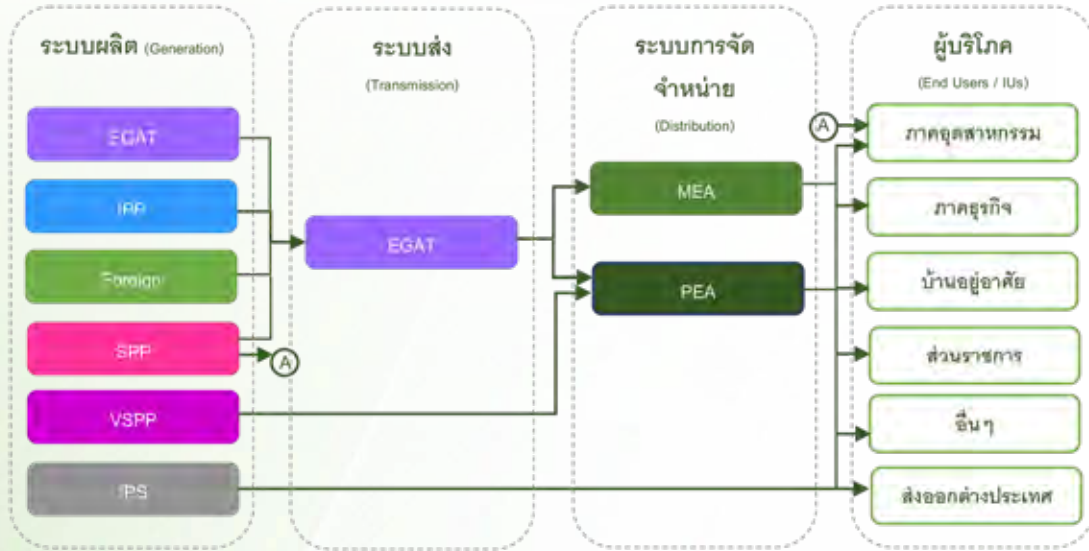 ระบบผลิต (Generation)
EGAT
IPP
Foreign
SPP
A
VSPP
IPS
ระบบส่ง
(Transmission)
EGAT
ระบบการจัด
จำหน่าย
(Distribution)
MEA
PEA
ผู้บริโภค
(End Users / IUs)
A
ภาคอุตสาหกรรม
ภาคธุรกิจ
บ้านอยู่อาศัย
ส่วนราชการ
อื่นๆ
ส่งออกต่างประเทศ